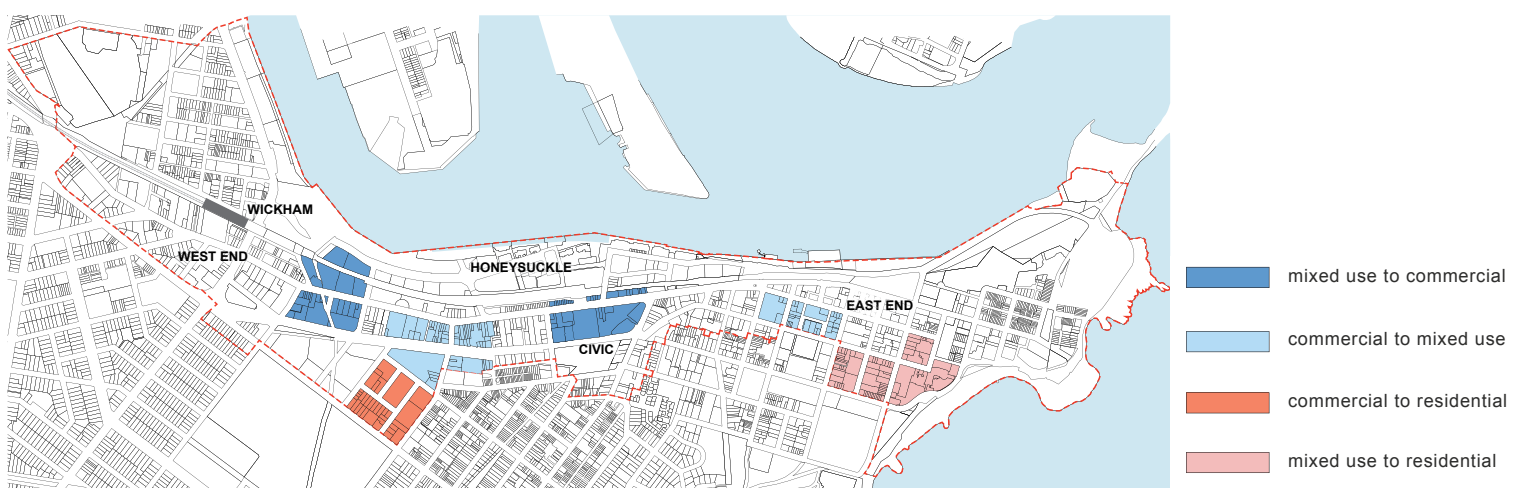 WICKHAM
WEST END
HONEYSUCKLE
EAST END
CIVIC
mixed use to commercial
commercial to mixed use
commercial to residential
mixed use to residential